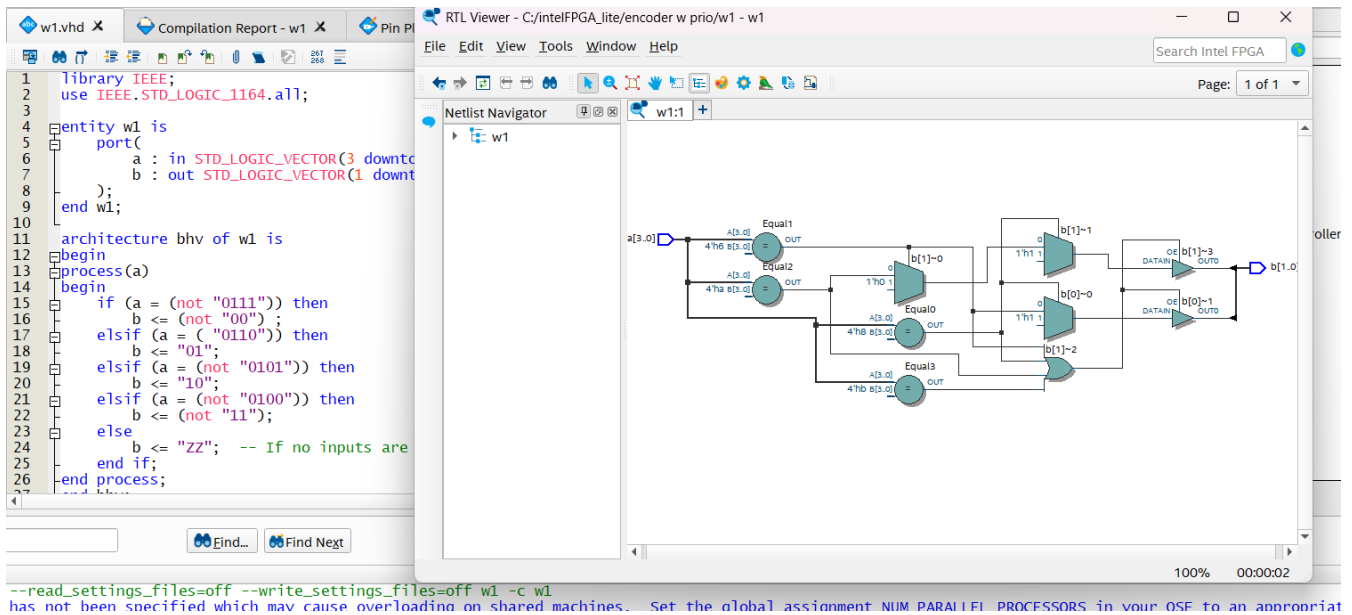 w1.vhd
Compilation Report - w1
Pin Pl
267
268
1 library IEEE;
2 use IEEE.STD_LOGIC_1164.all;
3
4 entity w1 is
5 port(
6 a : in STD_LOGIC_VECTOR(3 downto
7 b : out STD_LOGIC_VECTOR(1 downt
8 );
9 end w1;
10
11 architecture bhv of w1 is
12 begin
13 process(a)
14 begin
15 if (a = (not "0111")) then
16 b <= (not "00") ;
17 elsif (a = ( "0110")) then
18 b <= "01";
19 elsif (a = (not "0101")) then
20 b <= "10";
21 elsif (a = (not "0100")) then
22 b <= (not "11");
23 else
24 b <= "ZZ"; -- If no inputs are
25 end if;
26 end process;
27 end bhv;
Find...
Find Next
RTL Viewer - C:/intelFPGA_lite/encoder w prio/w1 - w1
File Edit View Tools Window Help
Search Intel FPGA
Page: 1 of 1
Netlist Navigator
w1:1
w1
a[3..0]
Equal1
A[3..0]
4'h6 B[3..0]
=
OUT
Equal2
A[3..0]
4'ha B[3..0]
=
OUT
b[1]~0
0
1'h0 1
Equal0
A[3..0]
4'h8 B[3..0]
=
OUT
Equal3
A[3..0]
4'hb B[3..0]
=
OUT
b[1]~1
0
1'h1 1
b[0]~0
0
1'h1 1
b[1]~2
OE b[1]~3
DATAIN OUT0
OE b[0]~1
DATAIN OUT0
b[1..0]
100% 00:00:02
oller
--read_settings_files=off --write_settings_files=off w1 -c w1
has not been specified which may cause overloading on shared machines. Set the global assignment NUM_PARALLEL_PROCESSORS in your QSF to an appropriat